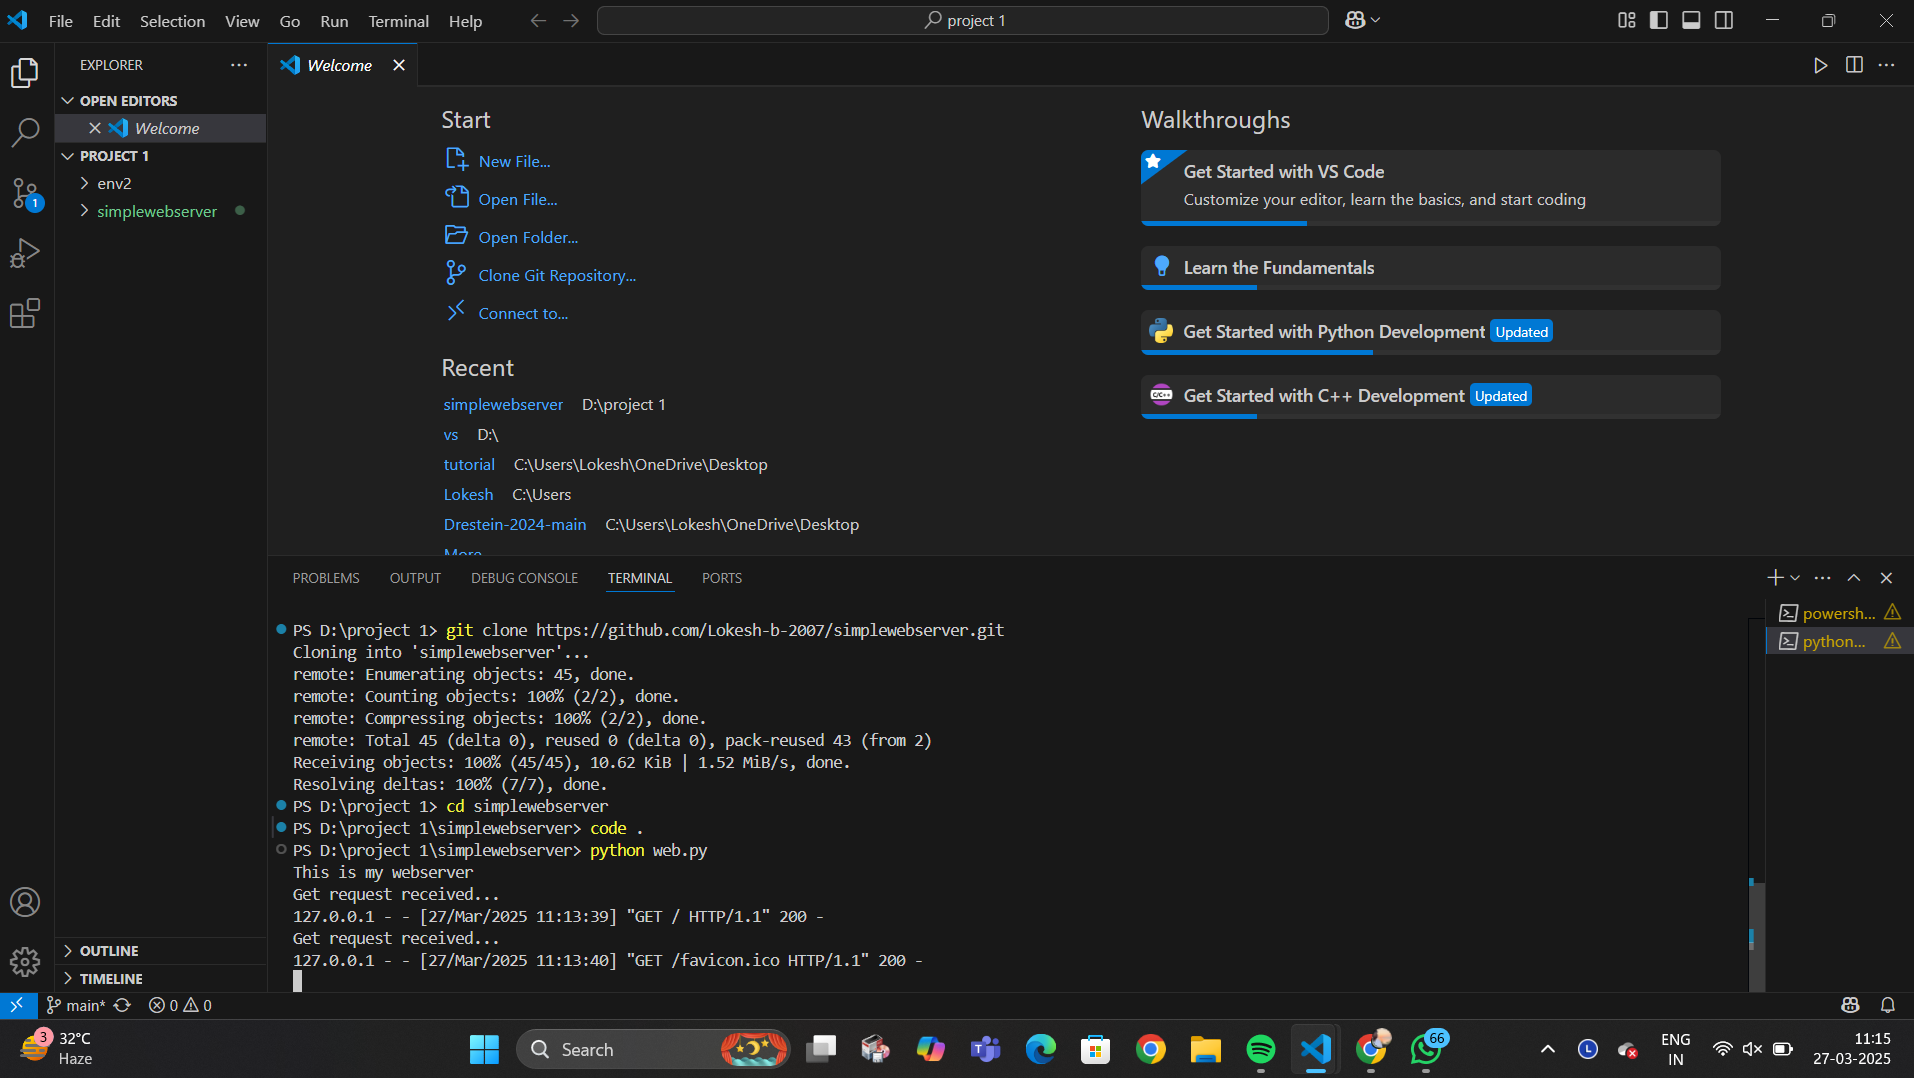 File Edit Selection View Go Run Terminal Help
project 1
EXPLORER
OPEN EDITORS
Welcome
PROJECT 1
env2
simplewebserver
1
OUTLINE
TIMELINE
Welcome
Start
New File...
Open File...
Open Folder...
Clone Git Repository...
Connect to...
Recent
simplewebserver D:\project 1
vs D:\
tutorial C:\Users\Lokesh\OneDrive\Desktop
Lokesh C:\Users
Drestein-2024-main C:\Users\Lokesh\OneDrive\Desktop
More
Walkthroughs
Get Started with VS Code
Customize your editor, learn the basics, and start coding
Learn the Fundamentals
Get Started with Python Development Updated
C/C++
Get Started with C++ Development Updated
PROBLEMS OUTPUT DEBUG CONSOLE TERMINAL PORTS
powersh...
python...
PS D:\project 1> git clone https://github.com/Lokesh-b-2007/simplewebserver.git
Cloning into 'simplewebserver'...
remote: Enumerating objects: 45, done.
remote: Counting objects: 100% (2/2), done.
remote: Compressing objects: 100% (2/2), done.
remote: Total 45 (delta 0), reused 0 (delta 0), pack-reused 43 (from 2)
Receiving objects: 100% (45/45), 10.62 KiB | 1.52 MiB/s, done.
Resolving deltas: 100% (7/7), done.
PS D:\project 1> cd simplewebserver
PS D:\project 1\simplewebserver> code .
PS D:\project 1\simplewebserver> python web.py
This is my webserver
Get request received...
127.0.0.1 - - [27/Mar/2025 11:13:39] "GET / HTTP/1.1" 200 -
Get request received...
127.0.0.1 - - [27/Mar/2025 11:13:40] "GET /favicon.ico HTTP/1.1" 200 -
main* 0 0
3
32°C
Haze
Search
T
66
L
ENG
IN
11:15
27-03-2025